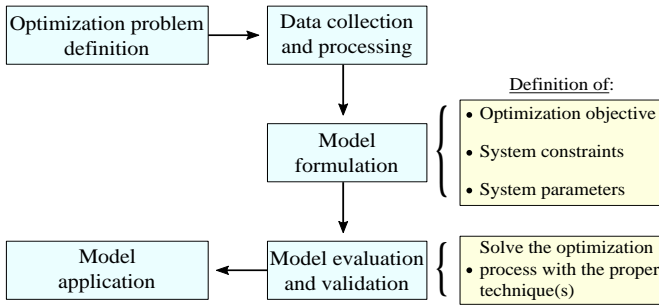 Optimization problem
definition
Data collection
and processing
Definition of:
Model
formulation
• Optimization objective
• System constraints
• System parameters
Model
application
Model evaluation
and validation
Solve the optimization
• process with the proper
technique(s)